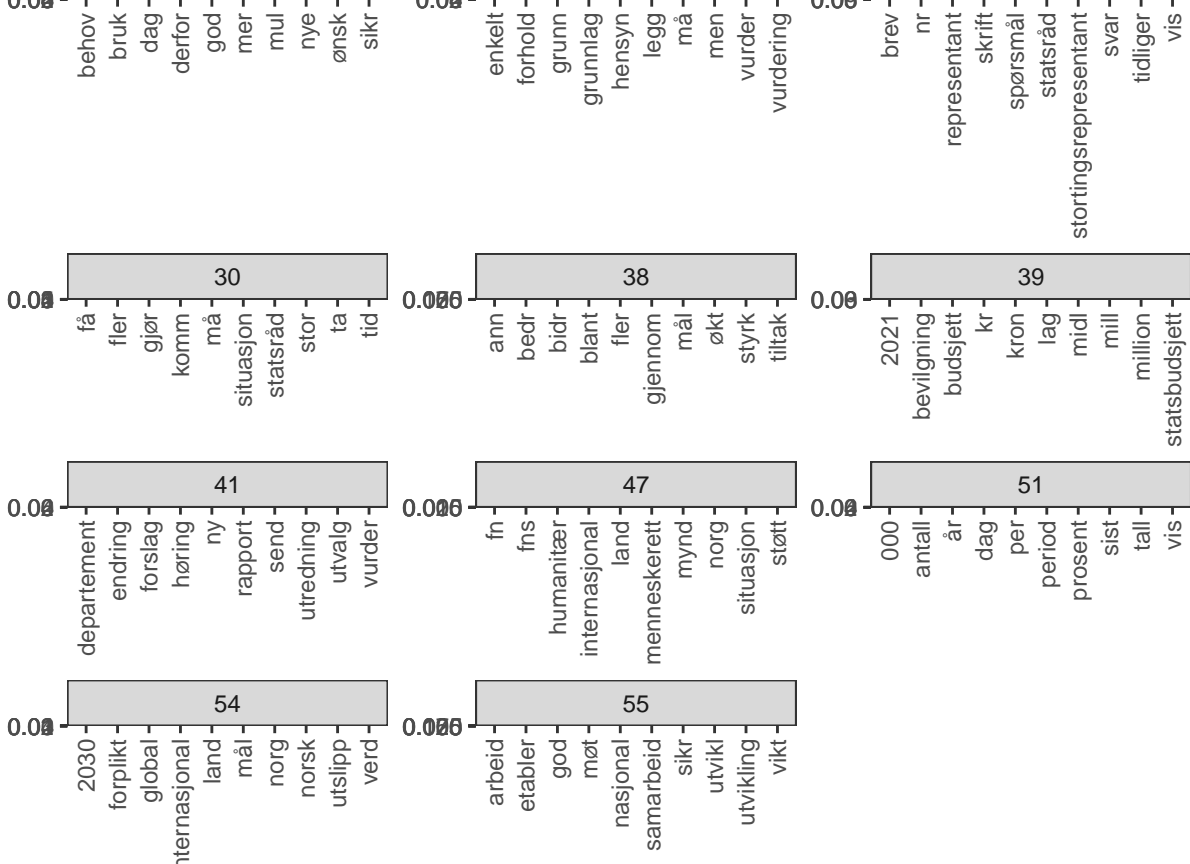 behov
bruk
dag
derfor
god
mer
mul
nye
ønsk
sikr
enkelt
forhold
grunn
grunnlag
hensyn
legg
må
men
vurder
vurdering
brev
nr
representant
skrift
spørsmål
statsråd
stortingsrepresentant
svar
tidliger
vis
30
få
fler
gjør
komm
må
situasjon
statsråd
stor
ta
tid
38
ann
bedr
bidr
blant
fler
gjennom
mål
økt
styrk
tiltak
39
2021
bevilgning
budsjett
kr
kron
lag
midl
mill
million
statsbudsjett
41
departement
endring
forslag
høring
ny
rapport
send
utredning
utvalg
vurder
47
fn
fns
humanitær
internasjonal
land
menneskerett
mynd
norg
situasjon
støtt
51
000
antall
år
dag
per
period
prosent
sist
tall
vis
54
2030
forplikt
global
nternasjonal
land
mål
norg
norsk
utslipp
verd
55
arbeid
etabler
god
møt
nasjonal
samarbeid
sikr
utvikl
utvikling
vikt